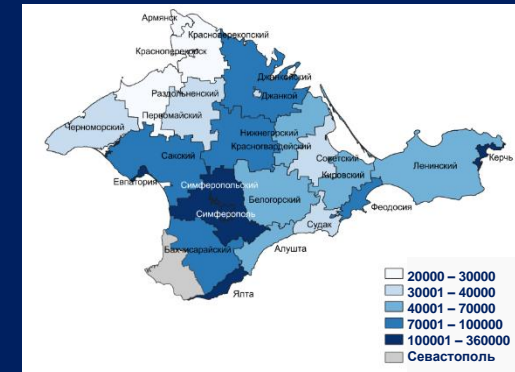 Армянск
Красноперекопский
Красноперекопск
Джанкойский
Раздольненский
Джанкой
Первомайский
Черноморский
Нижнегорский
Красногвардейский
Сакский
Советский
Керчь
Ленинский
Кировский
Евпатория
Симферопольский
Белогорский
Феодосия
Симферополь
Судак
Бахчисарайский
Алушта
Ялта
20000 – 30000
30001 – 40000
40001 – 70000
70001 – 100000
100001 – 360000
Севастополь